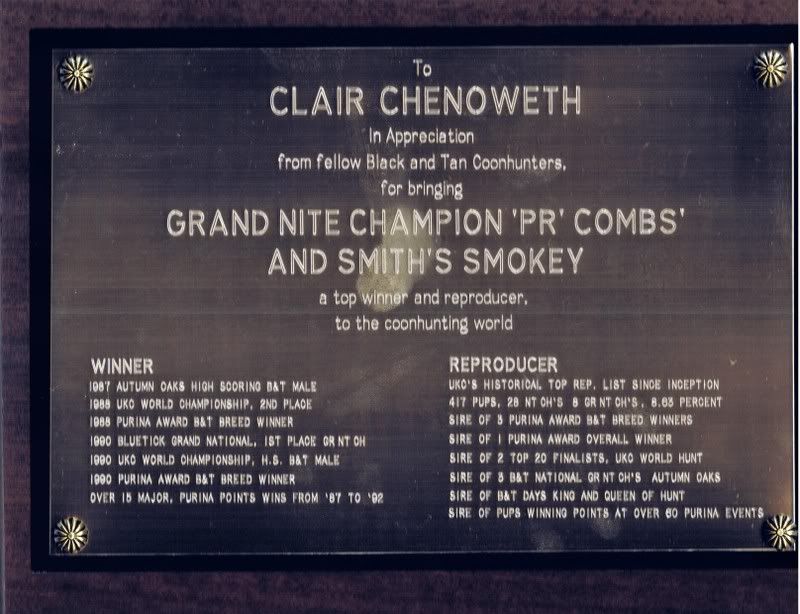 To
CLAIR CHENOWETH
In Appreciation
from fellow Black and Tan Coonhunters,
for bringing
GRAND NITE CHAMPION 'PR' COMBS'
AND SMITH'S SMOKEY
a top winner and reproducer,
to the coonhunting world
WINNER
1987 AUTUMN OAKS HIGH SCORING B&T MALE
1988 UKC WORLD CHAMPIONSHIP, 2ND PLACE
1988 PURINA AWARD B&T BREED WINNER
1990 BLUETICK GRAND NATIONAL, 1ST PLACE GR NT CH
1990 UKC WORLD CHAMPIONSHIP, H.S. B&T MALE
1990 PURINA AWARD B&T BREED WINNER
OVER 15 MAJOR, PURINA POINTS WINS FROM '87 TO '92
REPRODUCER
UKC'S HISTORICAL TOP REP. LIST SINCE INCEPTION
417 PUPS, 28 NT CH'S 8 GR NT CH'S, 8.63 PERCENT
SIRE OF 3 PURINA AWARD B&T BREED WINNERS
SIRE OF 1 PURINA AWARD OVERALL WINNER
SIRE OF 2 TOP 20 FINALISTS, UKC WORLD HUNT
SIRE OF 3 B&T NATIONAL GR NT CH'S AUTUMN OAKS
SIRE OF B&T DAYS KING AND QUEEN OF HUNT
SIRE OF PUPS WINNING POINTS AT OVER 60 PURINA EVENTS